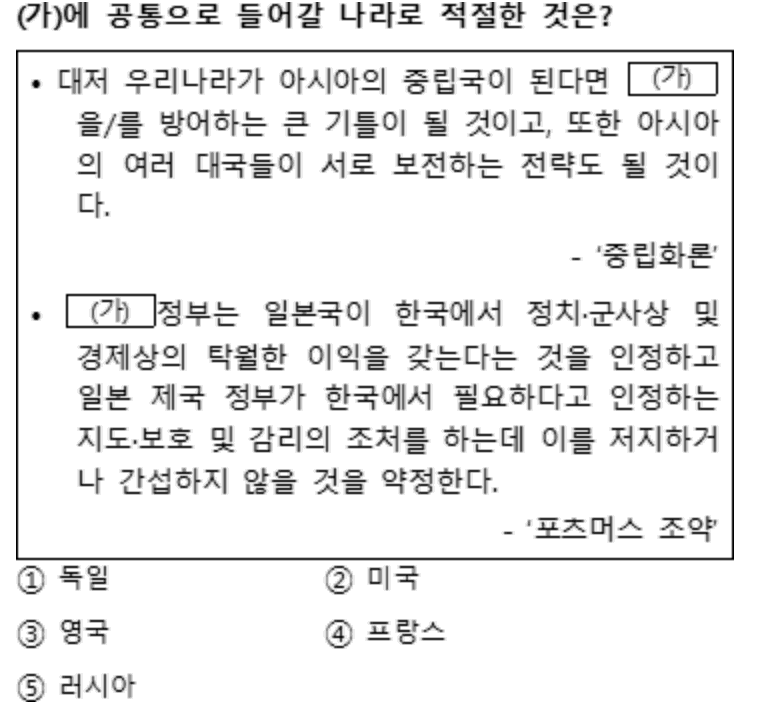 (가)에 공통으로 들어갈 나라로 적절한 것은?
• 대저 우리나라가 아시아의 중립국이 된다면 (가)
을/를 방어하는 큰 기틀이 될 것이고, 또한 아시아
의 여러 대국들이 서로 보전하는 전략도 될 것이
다.
- '중립화론'
• (가) 정부는 일본국이 한국에서 정치·군사상 및
경제상의 탁월한 이익을 갖는다는 것을 인정하고
일본 제국 정부가 한국에서 필요하다고 인정하는
지도·보호 및 감리의 조처를 하는데 이를 저지하거
나 간섭하지 않을 것을 약정한다.
- '포츠머스 조약'
① 독일 ② 미국
③ 영국 ④ 프랑스
⑤ 러시아